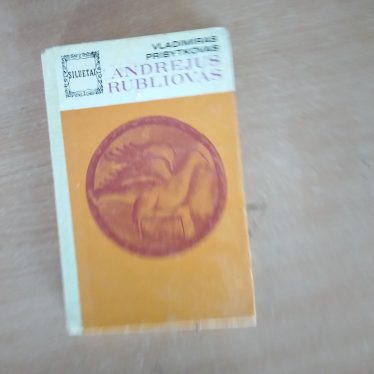 SILUETAI
VLADIMIRAS
PRIBYTKOVAS
ANDREJUS
RUBLIOVAS